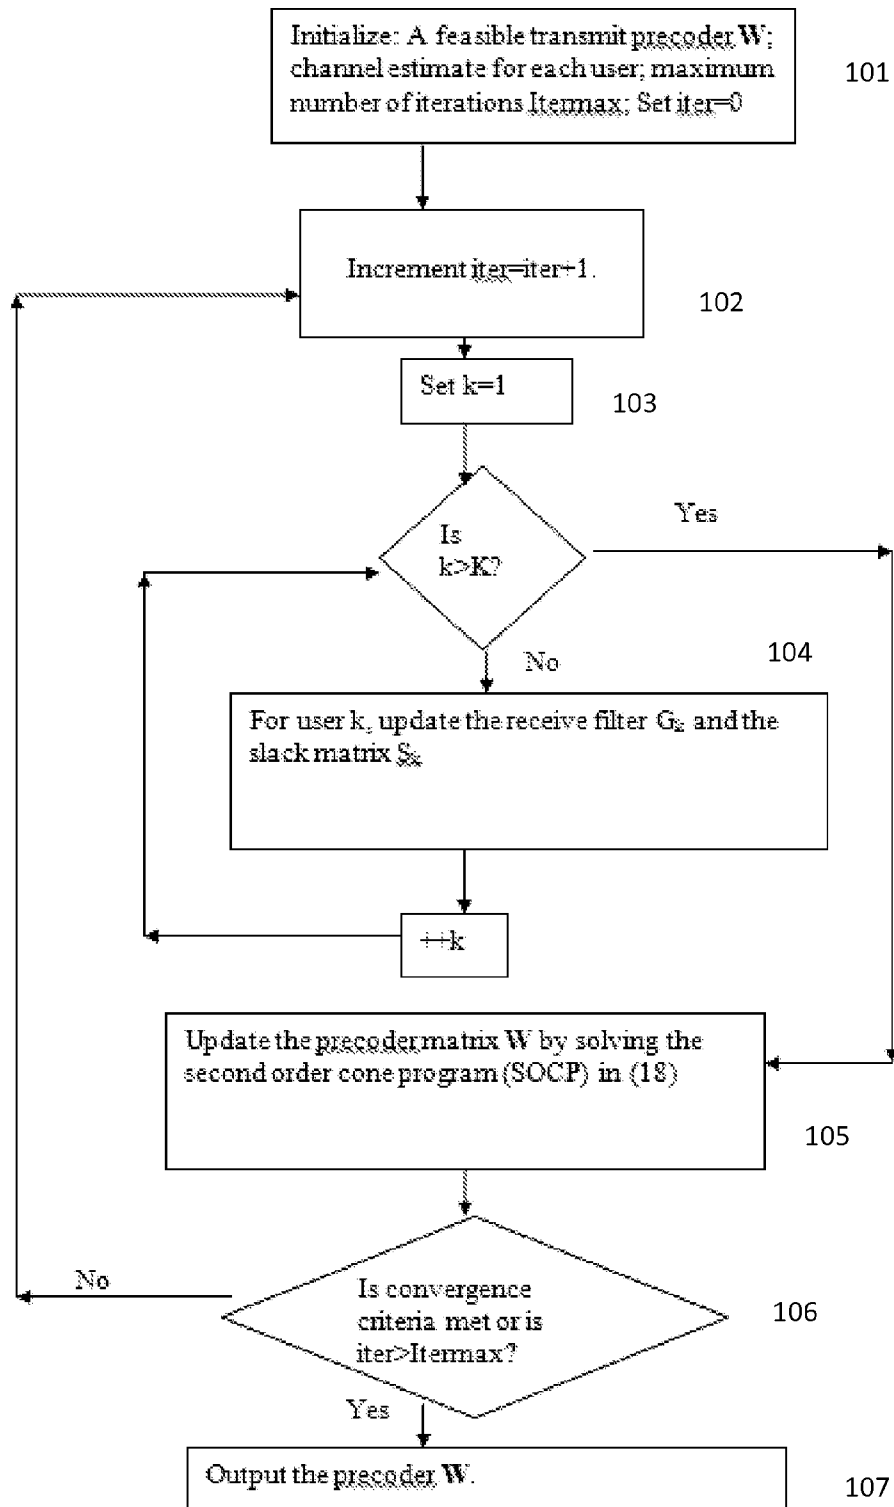 Initialize: A feasible transmit precoder W;
channel estimate for each user; maximum
number of iterations Itermax; Set iter=0
101
Increment iter=iter+1.
102
Set k=1
103
Is
k>K?
Yes
No
104
For user k, update the receive filter Gk and the
slack matrix Sk
++k
Update the precoder matrix W by solving the
second order cone program (SOCP) in (18)
105
No
Is convergence
criteria met or is
iter>Itermax?
106
Yes
Output the precoder W.
107